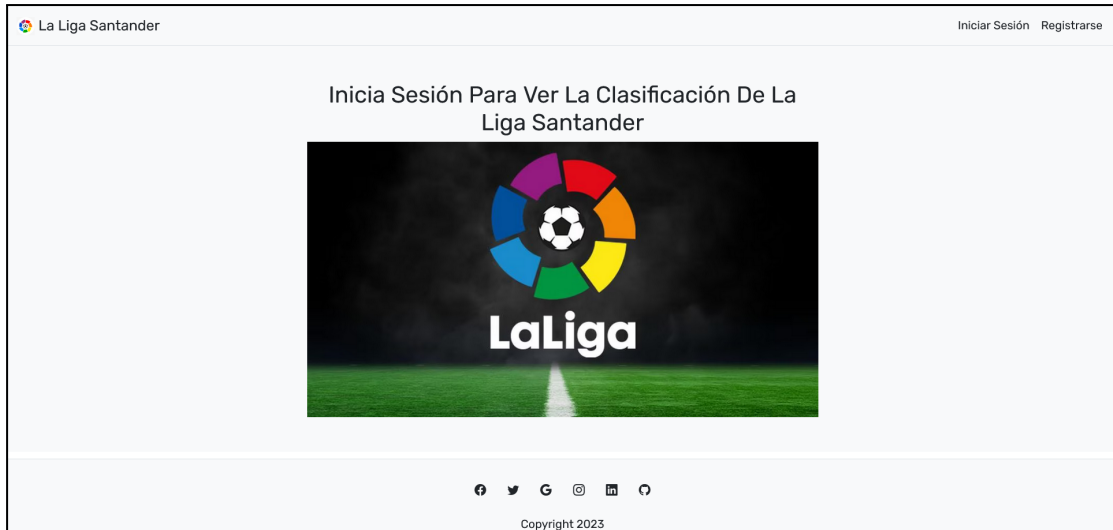 La Liga Santander
Iniciar Sesión Registrarse
Inicia Sesión Para Ver La Clasificación De La
Liga Santander
LaLiga
Copyright 2023